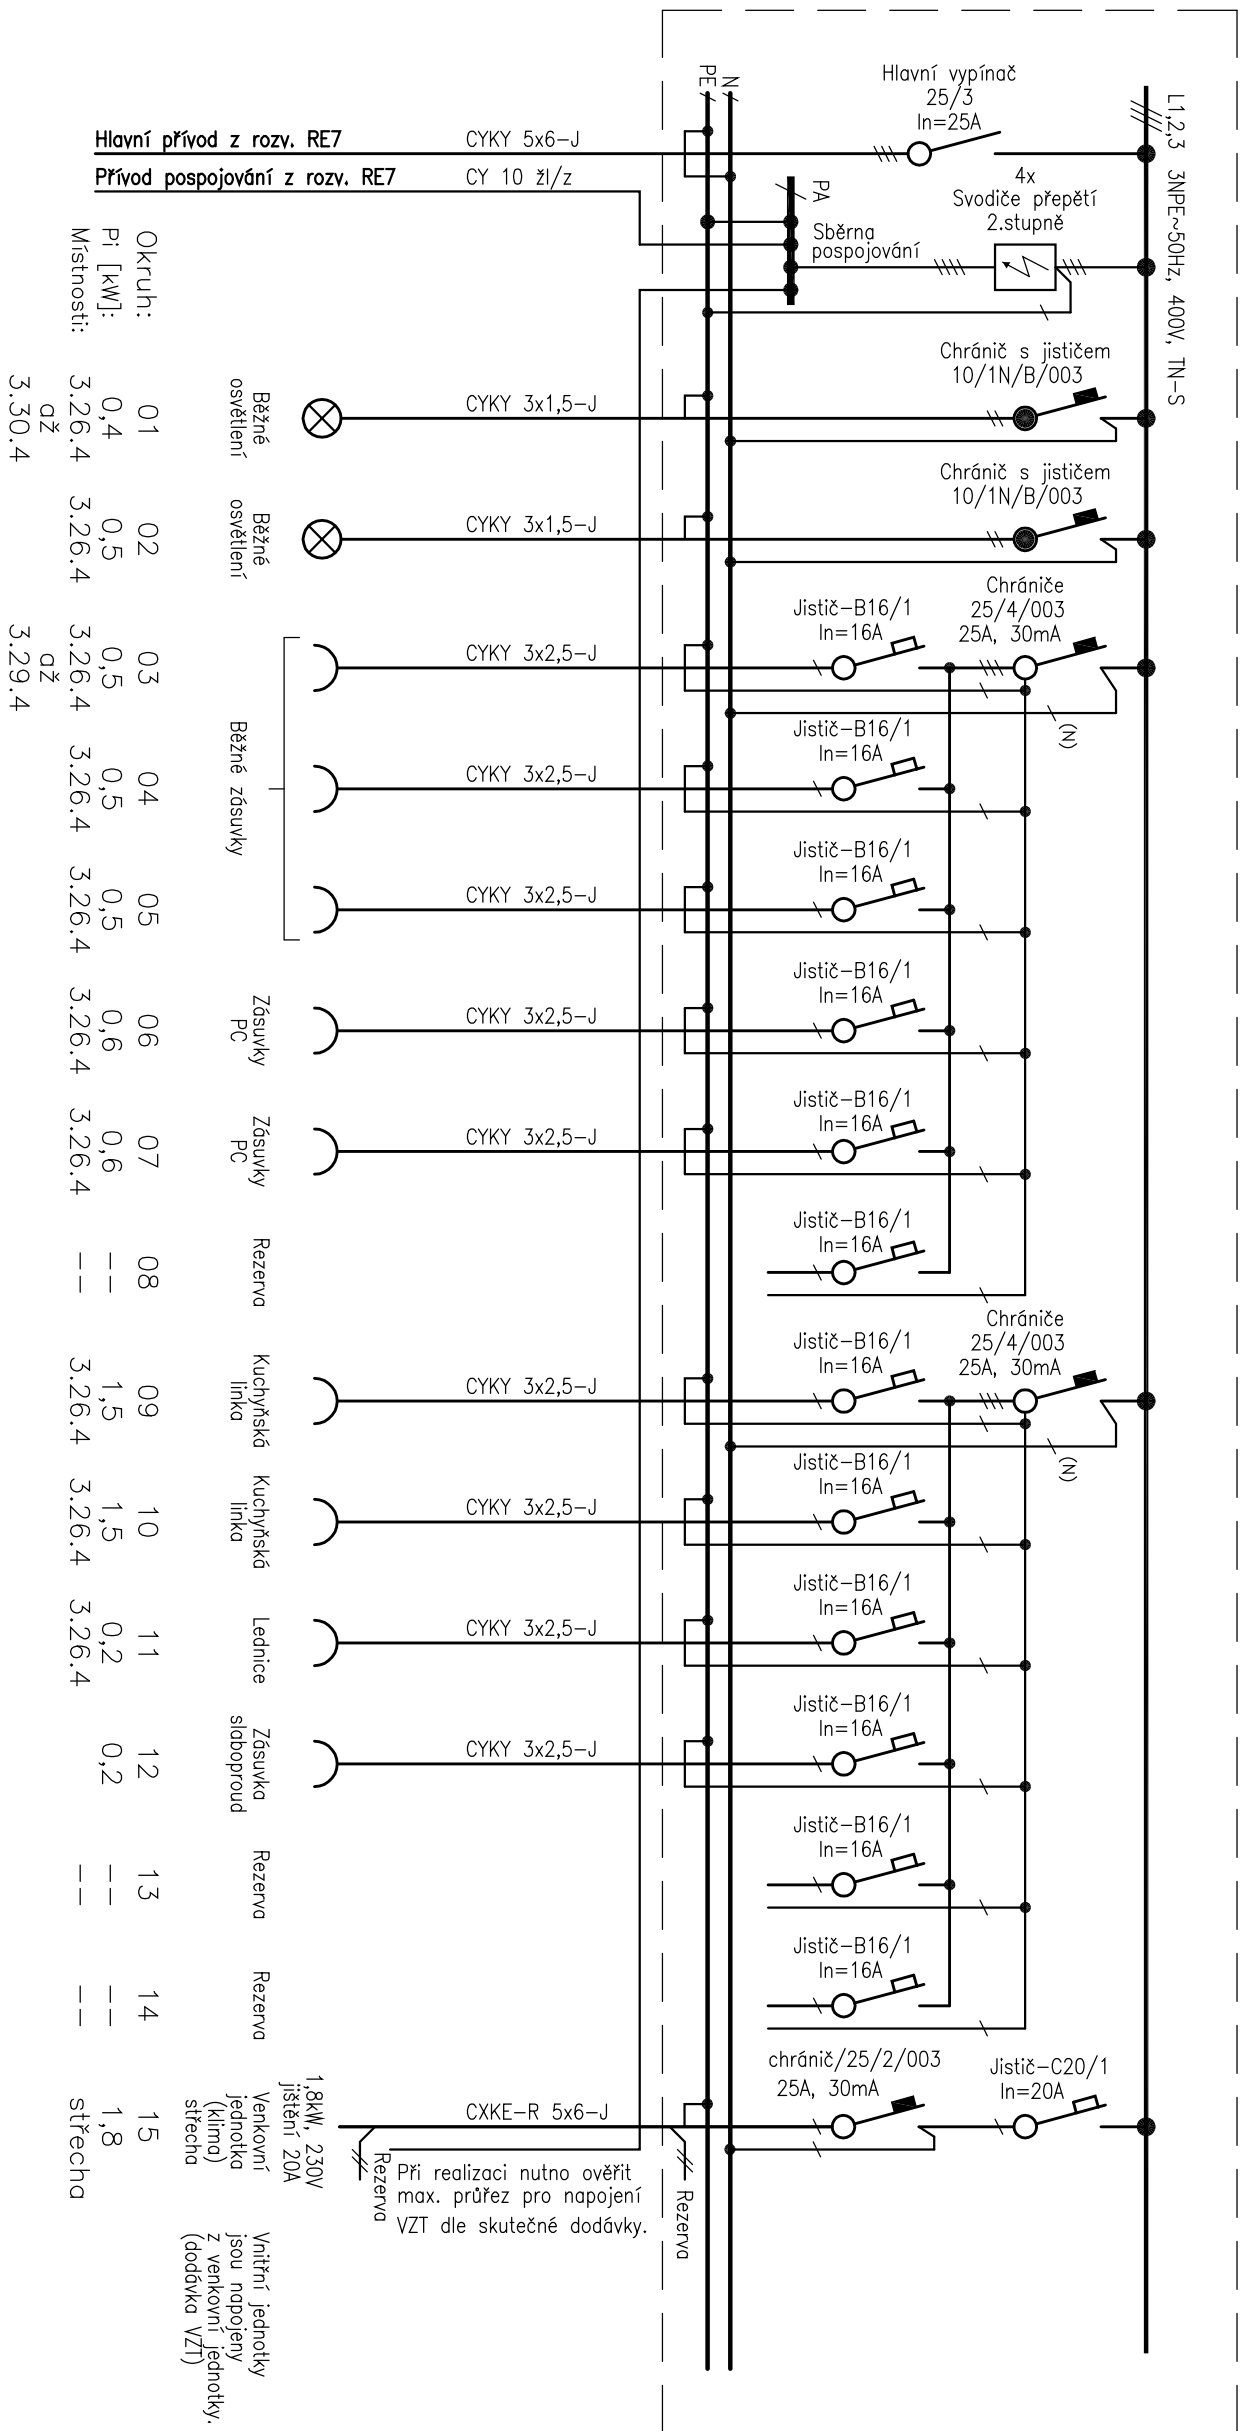 L1,2,3  3NPE~50Hz, 400V, TN-S
PE
N
Hlavní vypínač
25/3
In=25A
Hlavní přívod z rozv. RE7
CYKY 5x6-J
Přívod pospojování z rozv. RE7
CY 10 žl/z
PA
Sběrna
pospojování
4x
Svodiče přepětí
2.stupně
Okruh:
Pi [kW]:
Místnosti:
Chránič s jističem
10/1N/B/003
CYKY 3x1,5-J
Běžné
osvětlení
01
0,4
3.26.4
až
3.30.4
Chránič s jističem
10/1N/B/003
CYKY 3x1,5-J
Běžné
osvětlení
02
0,5
3.26.4
Chrániče
25/4/003
25A, 30mA
(N)
Jistič-B16/1
In=16A
CYKY 3x2,5-J
03
0,5
3.26.4
až
3.29.4
Jistič-B16/1
In=16A
CYKY 3x2,5-J
Běžné zásuvky
04
0,5
3.26.4
Jistič-B16/1
In=16A
CYKY 3x2,5-J
05
0,5
3.26.4
Jistič-B16/1
In=16A
CYKY 3x2,5-J
Zásuvky
PC
06
0,6
3.26.4
Jistič-B16/1
In=16A
CYKY 3x2,5-J
Zásuvky
PC
07
0,6
3.26.4
Jistič-B16/1
In=16A
Rezerva
08
--
--
Chrániče
25/4/003
25A, 30mA
(N)
Jistič-B16/1
In=16A
CYKY 3x2,5-J
Kuchyňská
linka
09
1,5
3.26.4
Jistič-B16/1
In=16A
CYKY 3x2,5-J
Kuchyňská
linka
10
1,5
3.26.4
Jistič-B16/1
In=16A
CYKY 3x2,5-J
Lednice
11
0,2
3.26.4
Jistič-B16/1
In=16A
CYKY 3x2,5-J
Zásuvka
slaboproud
12
0,2
Jistič-B16/1
In=16A
Rezerva
13
--
--
Jistič-B16/1
In=16A
Rezerva
14
--
--
chránič/25/2/003
25A, 30mA
Jistič-C20/1
In=20A
CXKE-R 5x6-J
1,8kW, 230V
jištění 20A
Venkovní
jednotka
(klima)
střecha
15
1,8
střecha
Rezerva
Rezerva
Při realizaci nutno ověřit
max. průřez pro napojení
VZT dle skutečné dodávky.
Vnitřní jednotky
jsou napojeny
z venkovní jednotky.
(dodávka VZT)